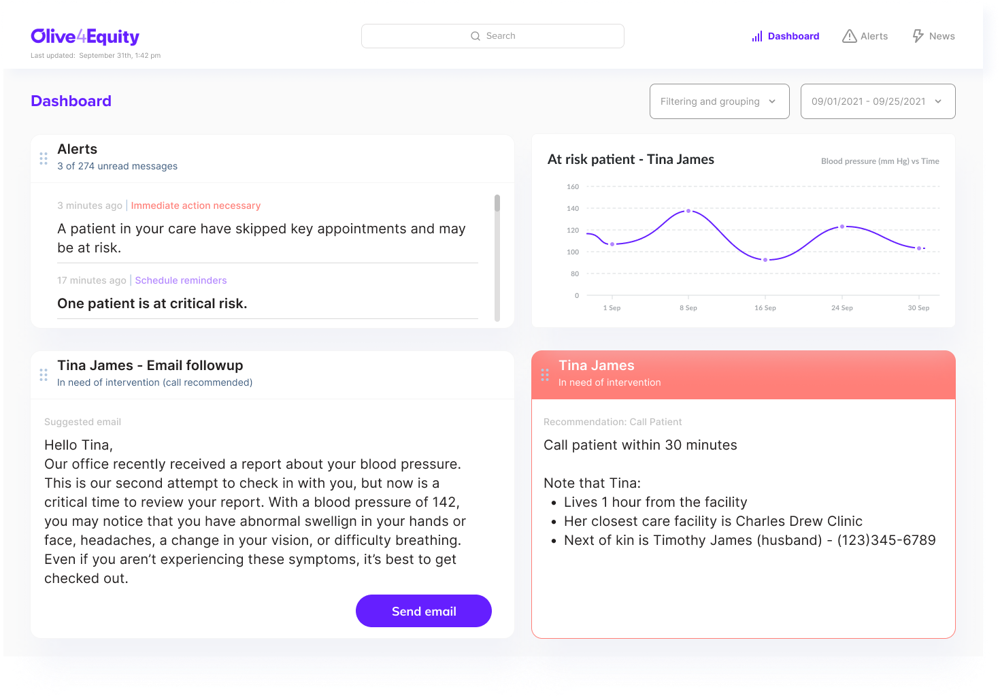 Olive4Equity
Last updated: September 31th, 1:42 pm
Search
Dashboard
Alerts
News
Dashboard
Filtering and grouping
09/01/2021 - 09/25/2021
Alerts
3 of 274 unread messages
3 minutes ago | Immediate action necessary
A patient in your care have skipped key appointments and may
be at risk.
17 minutes ago | Schedule reminders
One patient is at critical risk.
At risk patient - Tina James
Blood pressure (mm Hg) vs Time
160
140
120
100
80
0
1 Sep
8 Sep
16 Sep
24 Sep
30 Sep
Tina James - Email followup
In need of intervention (call recommended)
Suggested email
Hello Tina,
Our office recently received a report about your blood pressure.
This is our second attempt to check in with you, but now is a
critical time to review your report. With a blood pressure of 142,
you may notice that you have abnormal swellign in your hands or
face, headaches, a change in your vision, or difficulty breathing.
Even if you aren’t experiencing these symptoms, it’s best to get
checked out.
Send email
Tina James
In need of intervention
Recommendation: Call Patient
Call patient within 30 minutes
Note that Tina:
• Lives 1 hour from the facility
• Her closest care facility is Charles Drew Clinic
• Next of kin is Timothy James (husband) - (123)345-6789